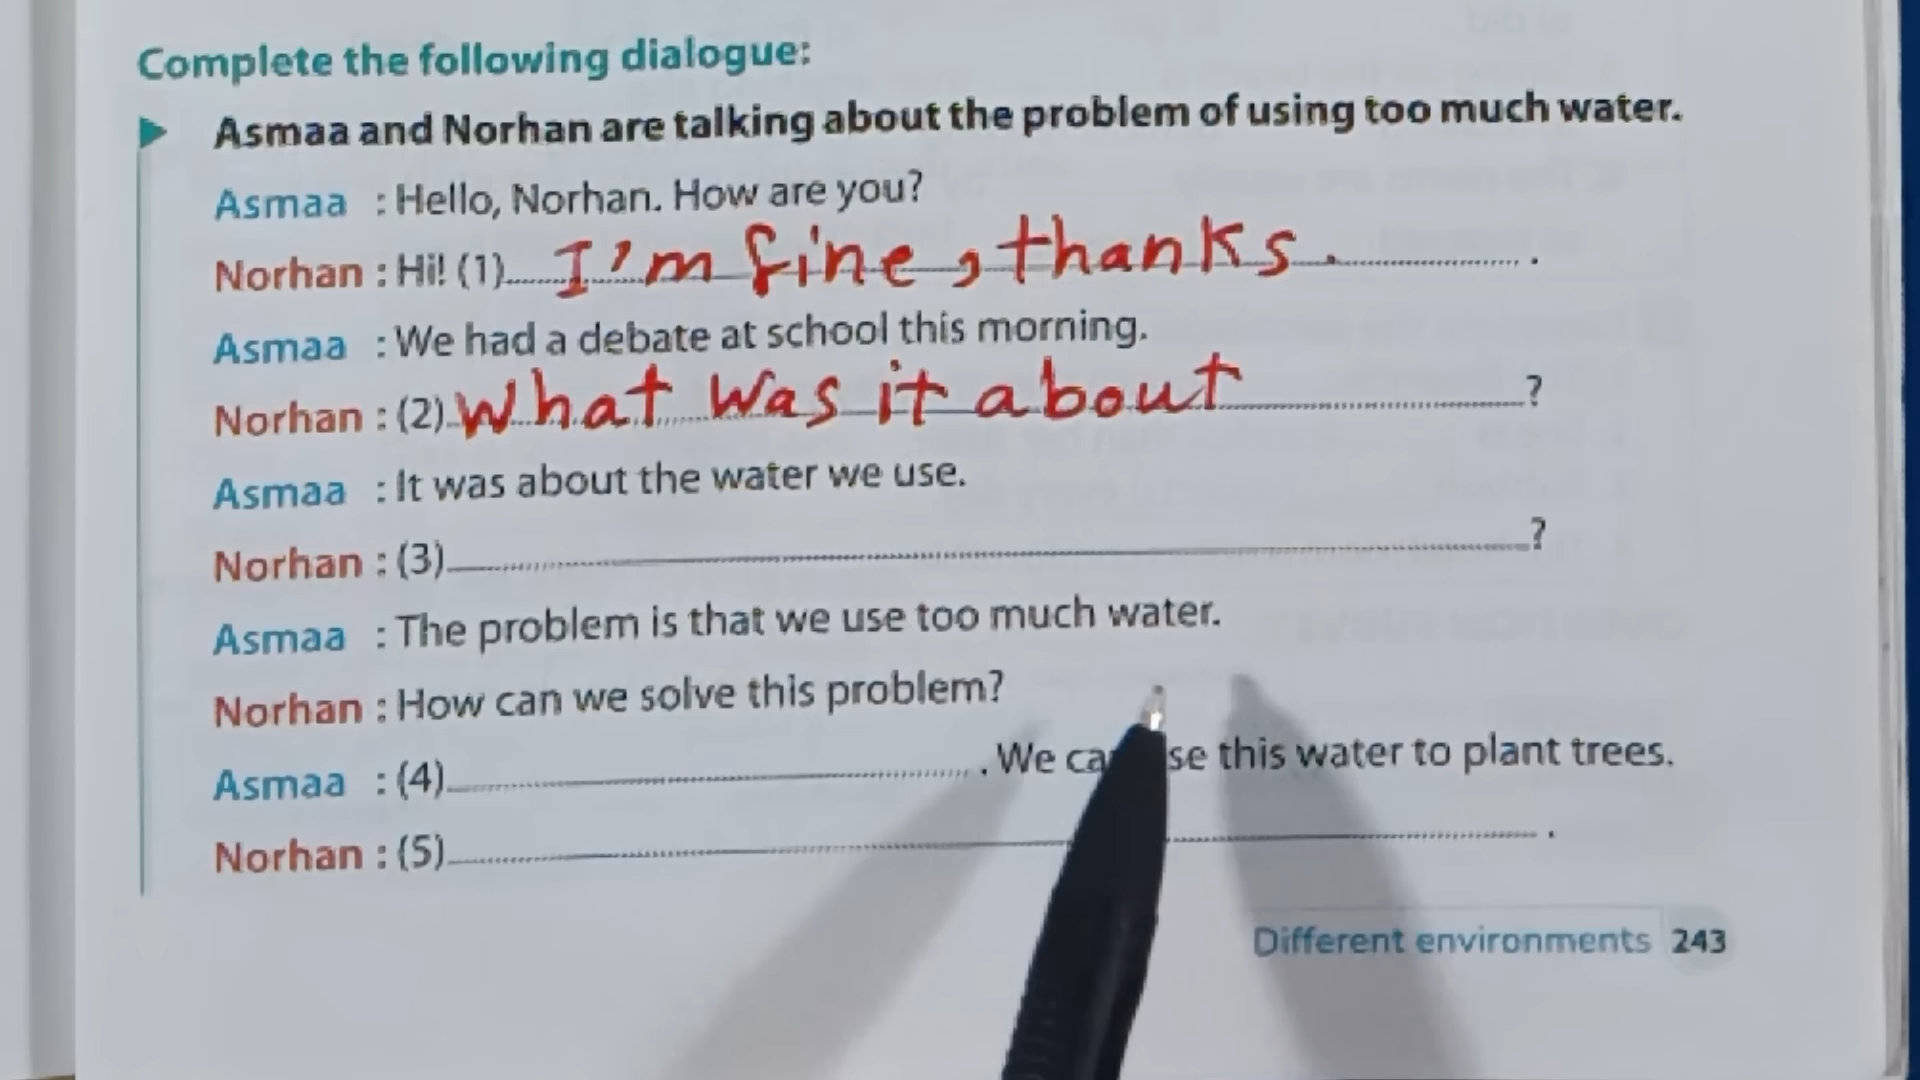 Complete the following dialogue:
Asmaa and Norhan are talking about the problem of using too much water.
Asmaa : Hello, Norhan. How are you?
Norhan : Hi! (1) I'm fine, thanks. .
Asmaa : We had a debate at school this morning.
Norhan : (2) What was it about ?
Asmaa : It was about the water we use.
Norhan : (3) ?
Asmaa : The problem is that we use too much water.
Norhan : How can we solve this problem?
Asmaa : (4) . We ca se this water to plant trees.
Norhan : (5) .
Different environments 243